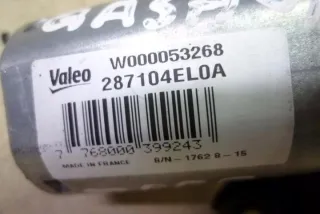 W000053268
Valeo 287104EL0A
7 768000 399243
MADE IN FRANCE S/N - 1762 8 - 15